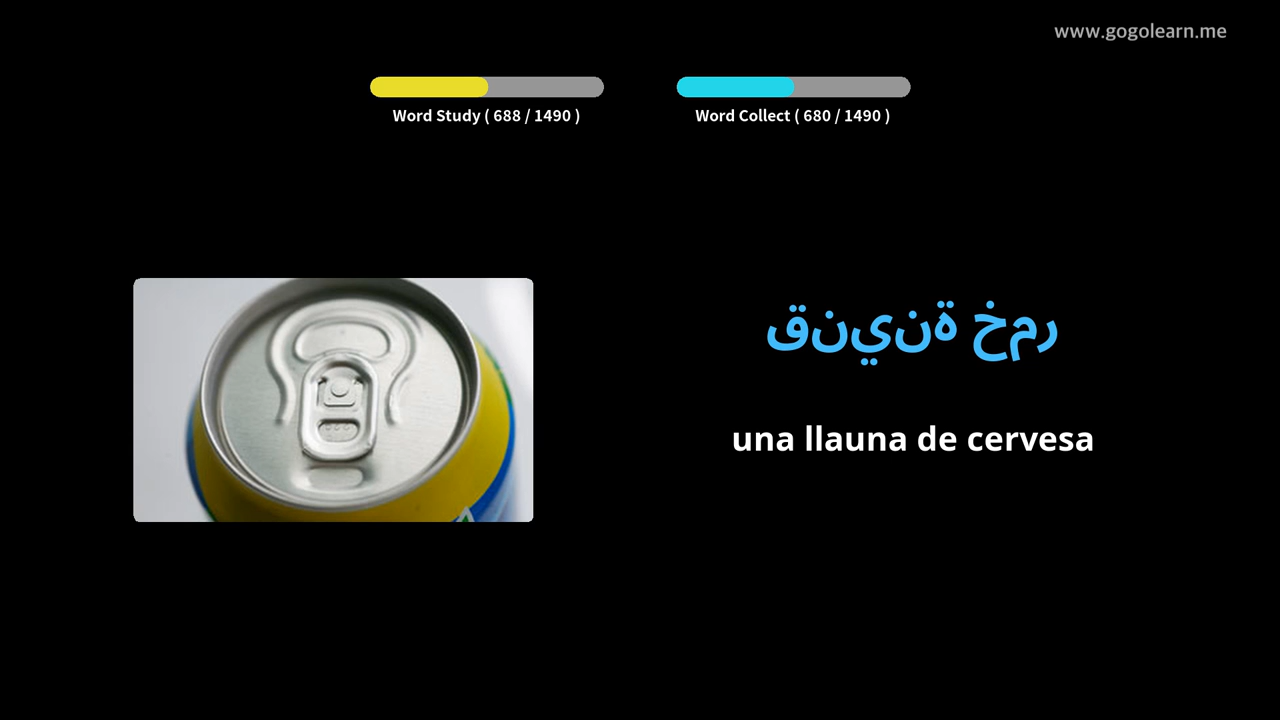 www.gogolearn.me
Word Study ( 688 / 1490 )
Word Collect ( 680 / 1490 )
قنينة خمر
una llauna de cervesa